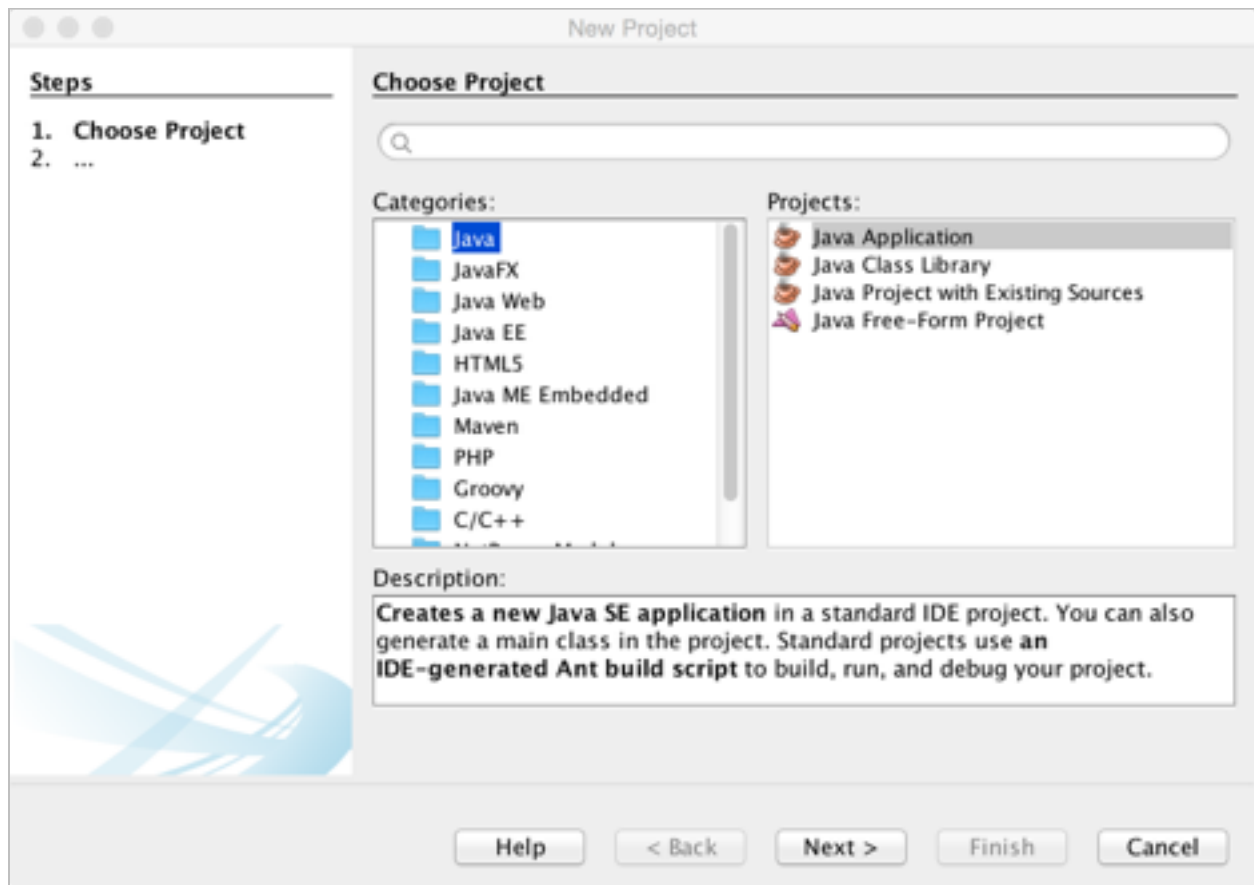 New Project
Steps
1. Choose Project
2. ...
Choose Project
Categories:
Java
JavaFX
Java Web
Java EE
HTML5
Java ME Embedded
Maven
PHP
Groovy
C/C++
Projects:
Java Application
Java Class Library
Java Project with Existing Sources
Java Free-Form Project
Description:
Creates a new Java SE application in a standard IDE project. You can also
generate a main class in the project. Standard projects use an
IDE-generated Ant build script to build, run, and debug your project.
Help
< Back
Next >
Finish
Cancel